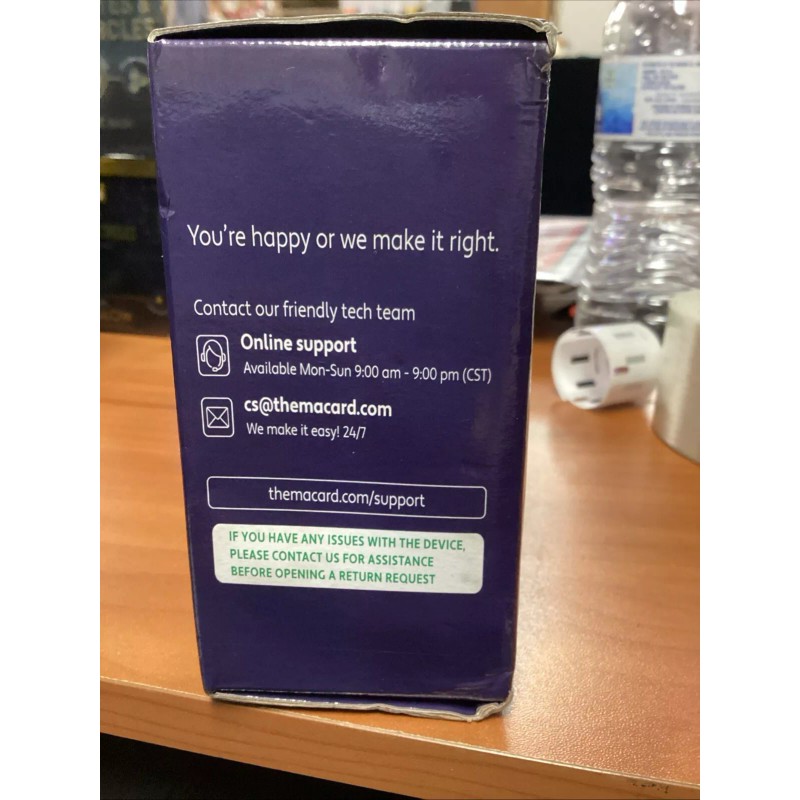 You're happy or we make it right.
Contact our friendly tech team
Online support
Available Mon-Sun 9:00 am - 9:00 pm (CST)
cs@themacard.com
We make it easy! 24/7
themacard.com/support
IF YOU HAVE ANY ISSUES WITH THE DEVICE,
PLEASE CONTACT US FOR ASSISTANCE
BEFORE OPENING A RETURN REQUEST